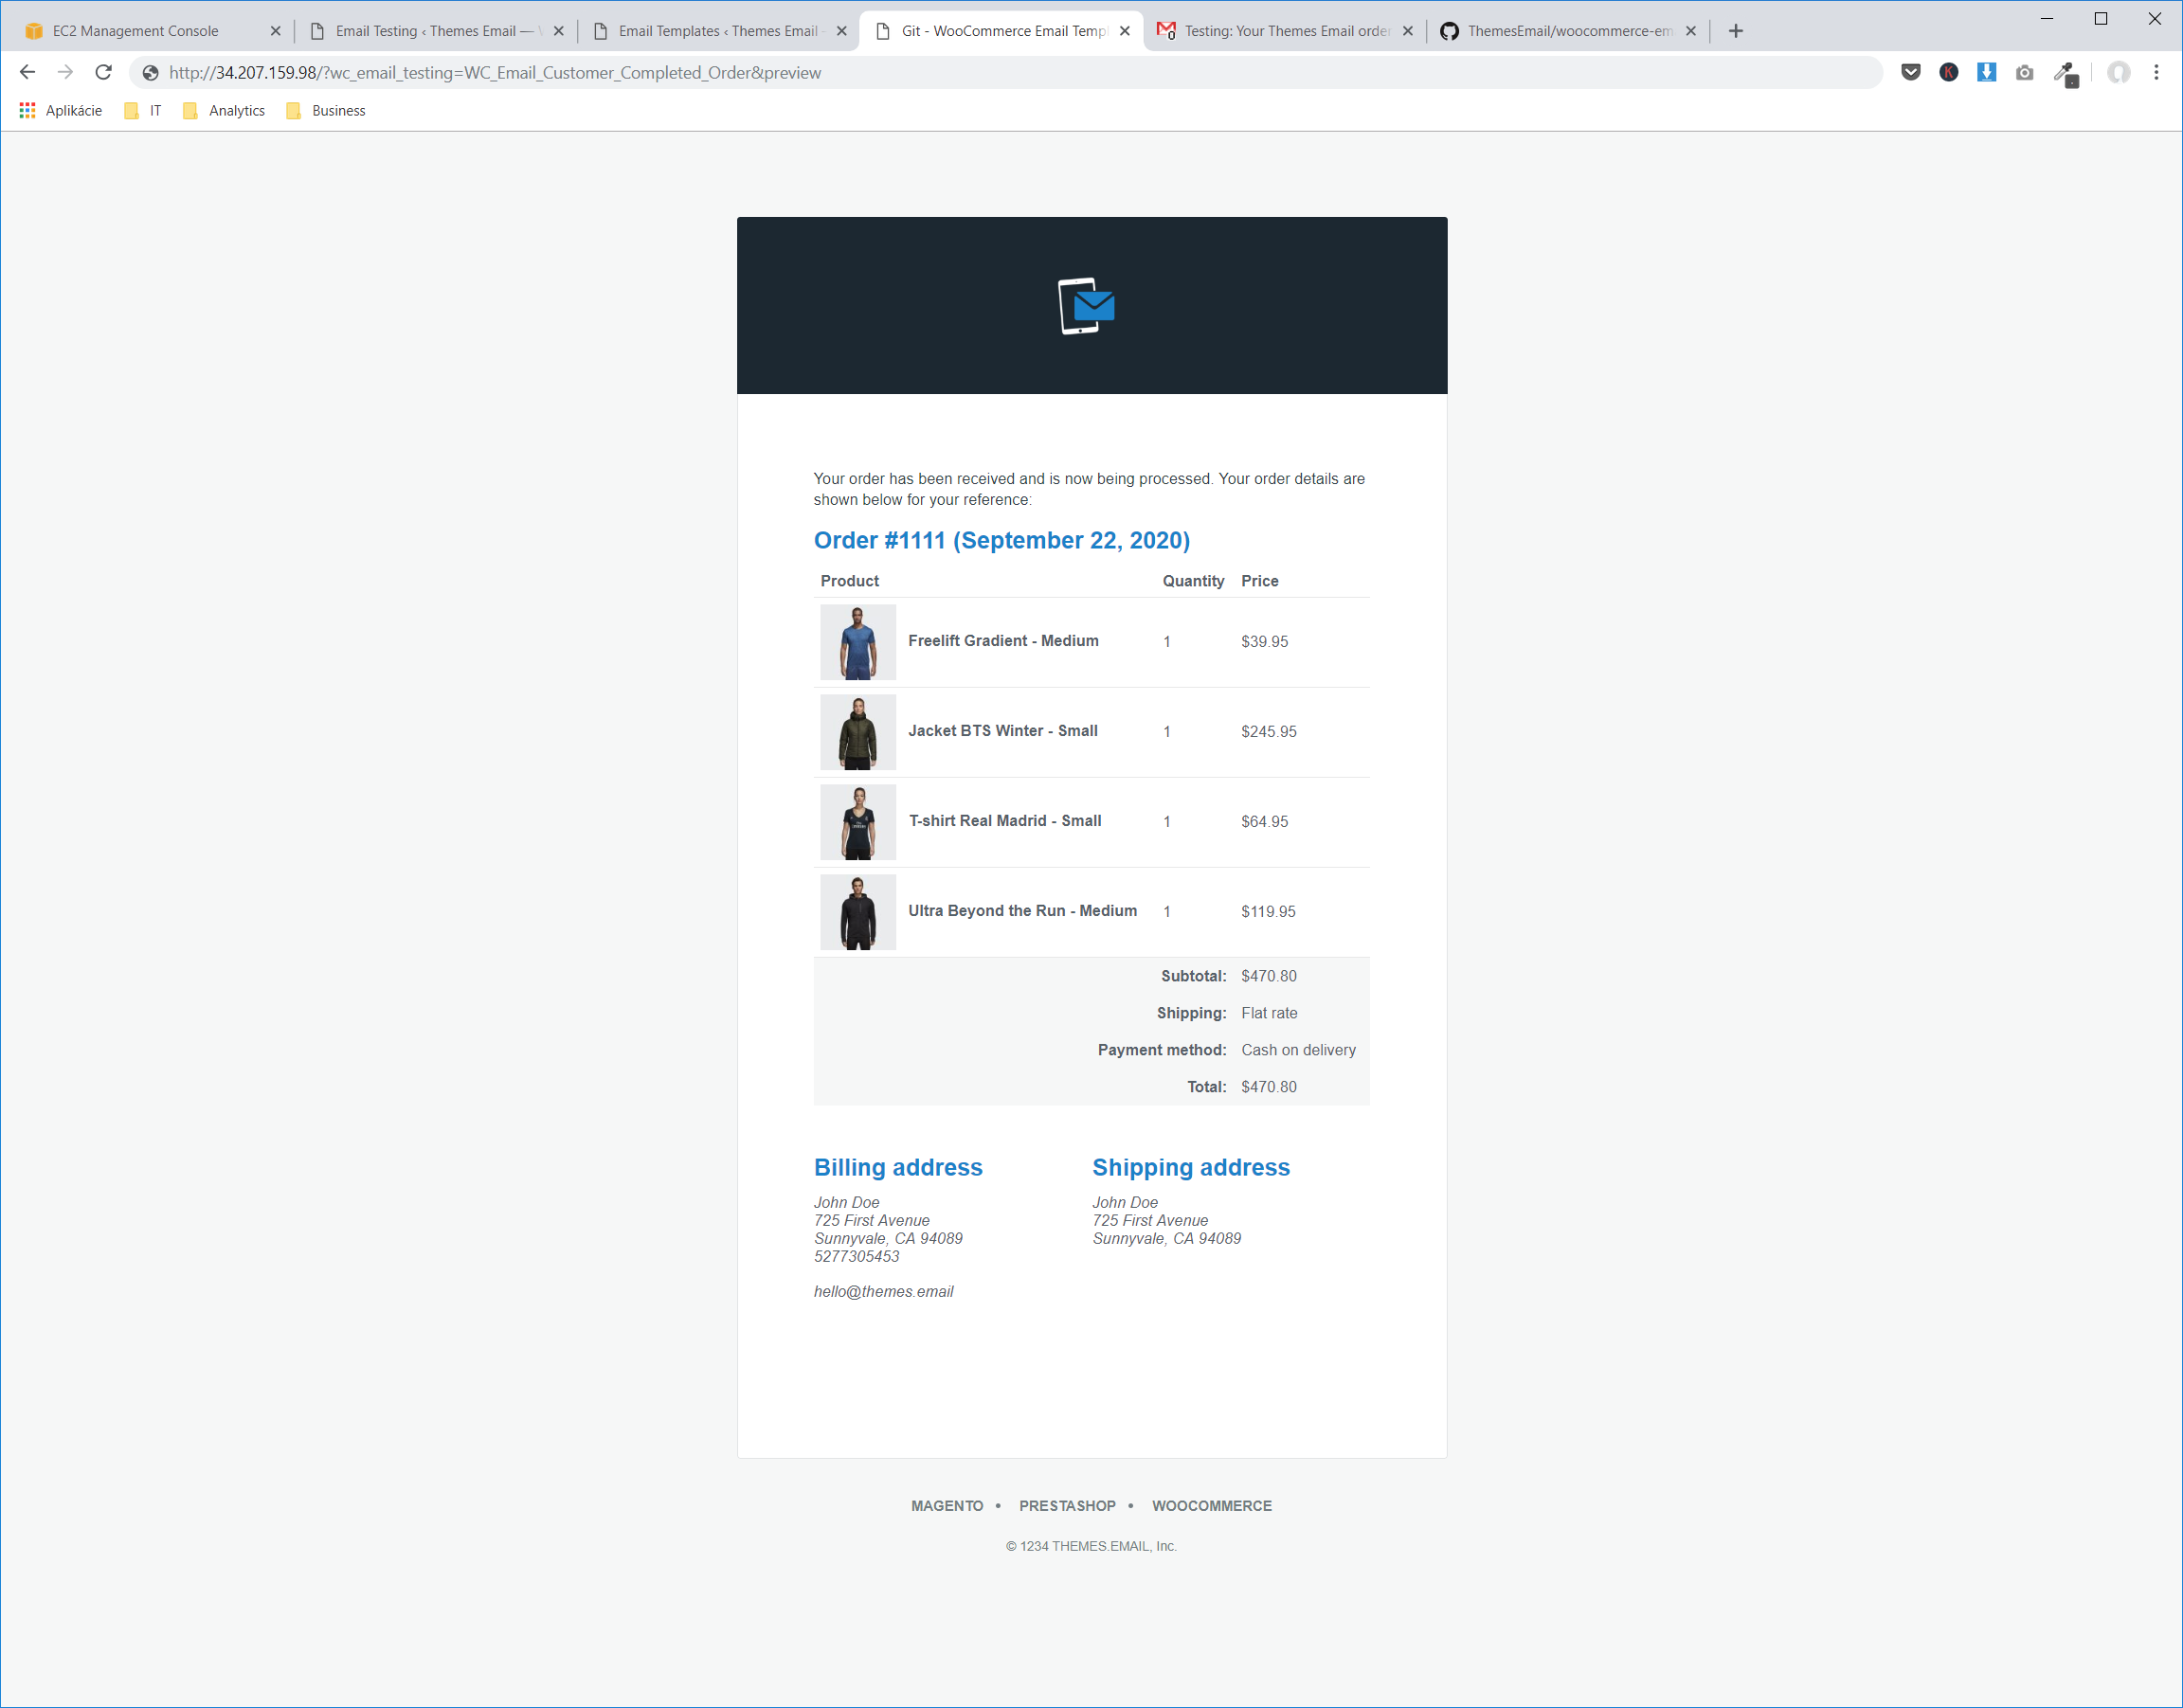 EC2 Management Console
Email Testing ‹ Themes Email —
Email Templates ‹ Themes Email
Git - WooCommerce Email Temp
Testing: Your Themes Email order
ThemesEmail/woocommerce-em
http://34.207.159.98/?wc_email_testing=WC_Email_Customer_Completed_Order&preview
Aplikácie IT Analytics Business
Your order has been received and is now being processed. Your order details are
shown below for your reference:
Order #1111 (September 22, 2020)
Product Quantity Price
Freelift Gradient - Medium 1 $39.95
Jacket BTS Winter - Small 1 $245.95
T-shirt Real Madrid - Small 1 $64.95
Ultra Beyond the Run - Medium 1 $119.95
Subtotal: $470.80
Shipping: Flat rate
Payment method: Cash on delivery
Total: $470.80
Billing address
John Doe
725 First Avenue
Sunnyvale, CA 94089
5277305453
hello@themes.email
Shipping address
John Doe
725 First Avenue
Sunnyvale, CA 94089
MAGENTO • PRESTASHOP • WOOCOMMERCE
© 1234 THEMES.EMAIL, Inc.